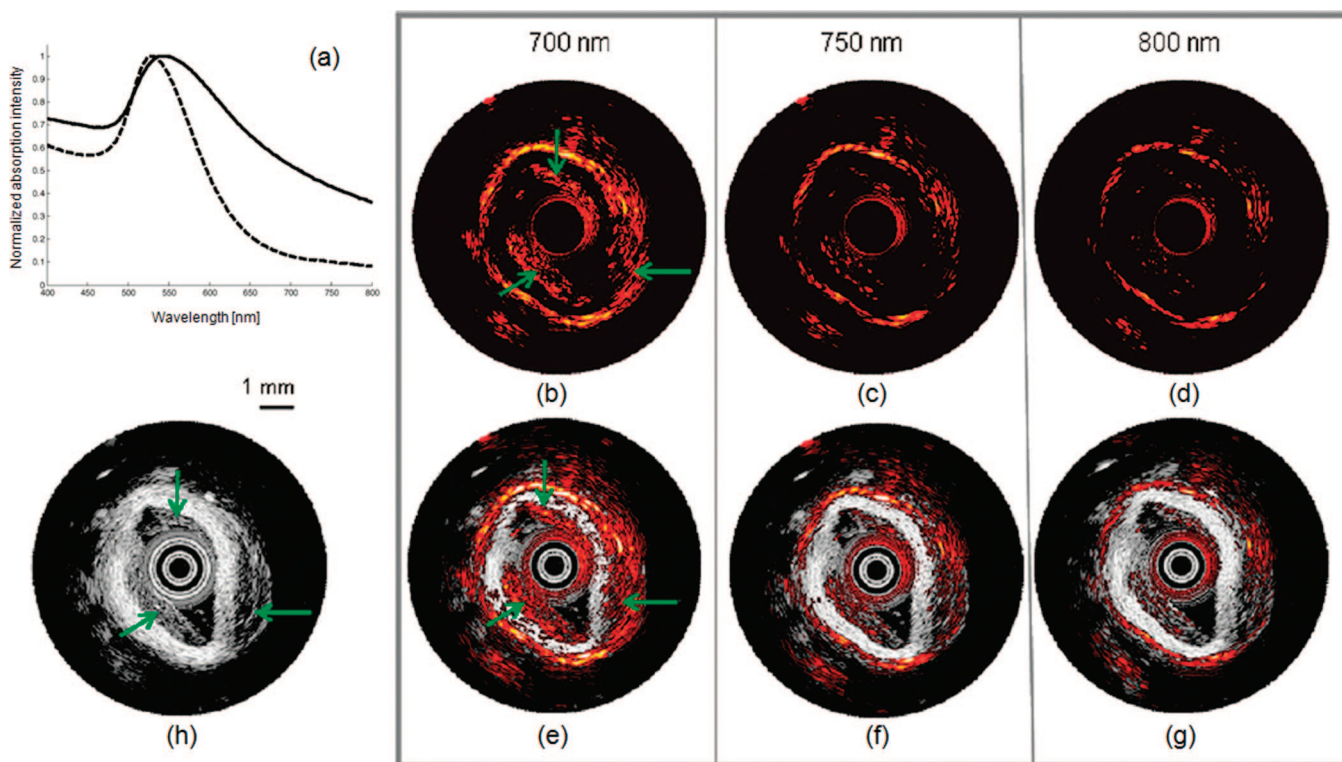 (a)
Normalized absorption intensity
1
0.9
0.8
0.7
0.6
0.5
0.4
0.3
0.2
0.1
0
400 450 500 550 600 650 700 750 800
Wavelength [nm]
700 nm 750 nm 800 nm
(b) (c) (d)
1 mm
(h) (e) (f) (g)